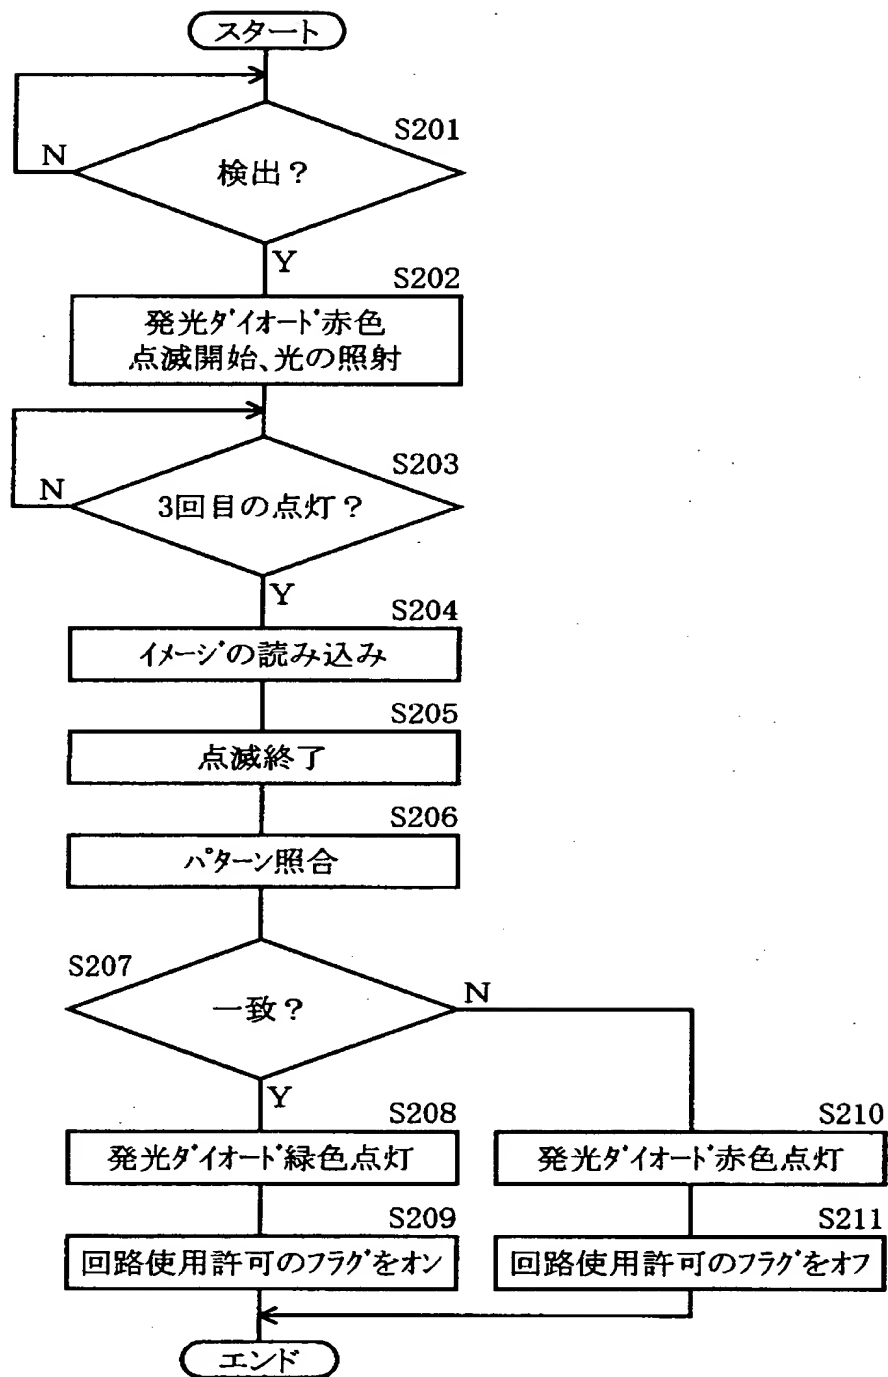 スタート
S201
N
検出?
Y
S202
発光ダイオード赤色
点滅開始、光の照射
S203
N
3回目の点灯?
Y
S204
イメージの読み込み
S205
点滅終了
S206
パターン照合
S207
N
一致?
Y
S208
発光ダイオード緑色点灯
S210
発光ダイオード赤色点灯
S209
回路使用許可のフラグをオン
S211
回路使用許可のフラグをオフ
エンド